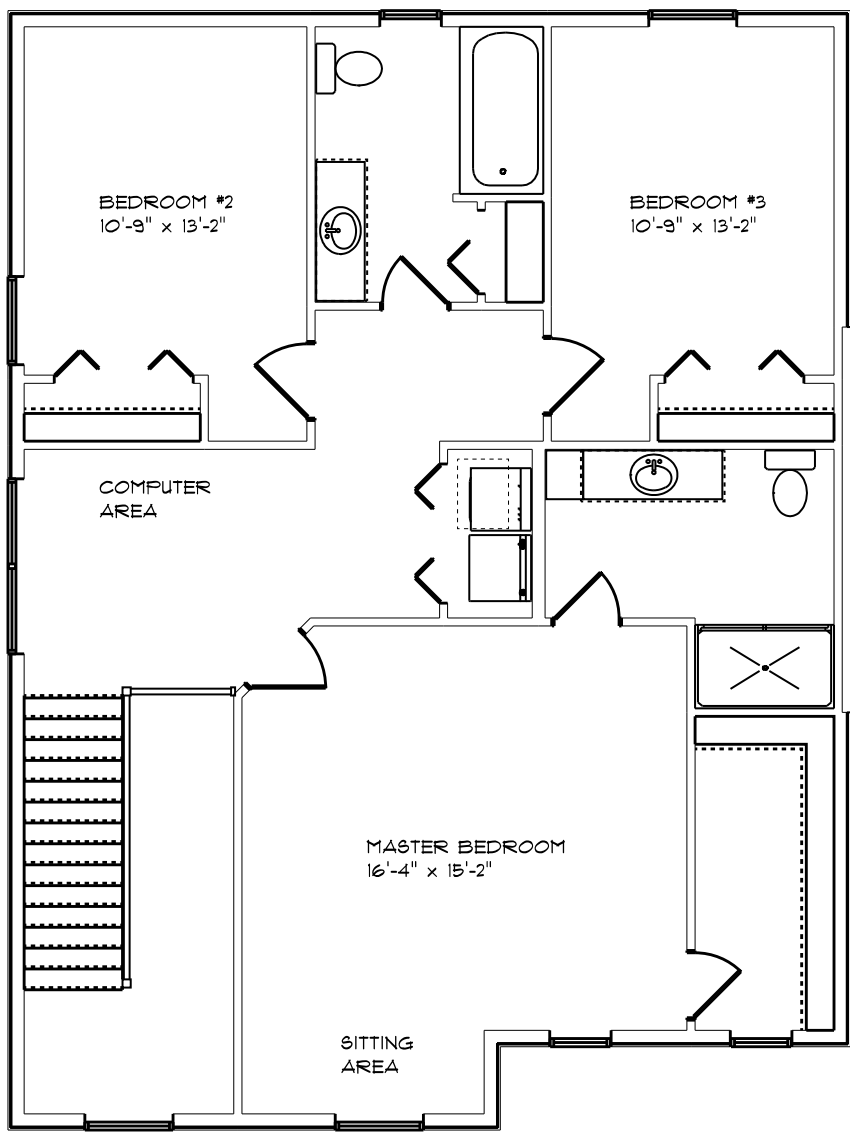 BEDROOM #2
10'-9" x 13'-2"
BEDROOM #3
10'-9" x 13'-2"
COMPUTER
AREA
MASTER BEDROOM
16'-4" x 15'-2"
SITTING
AREA